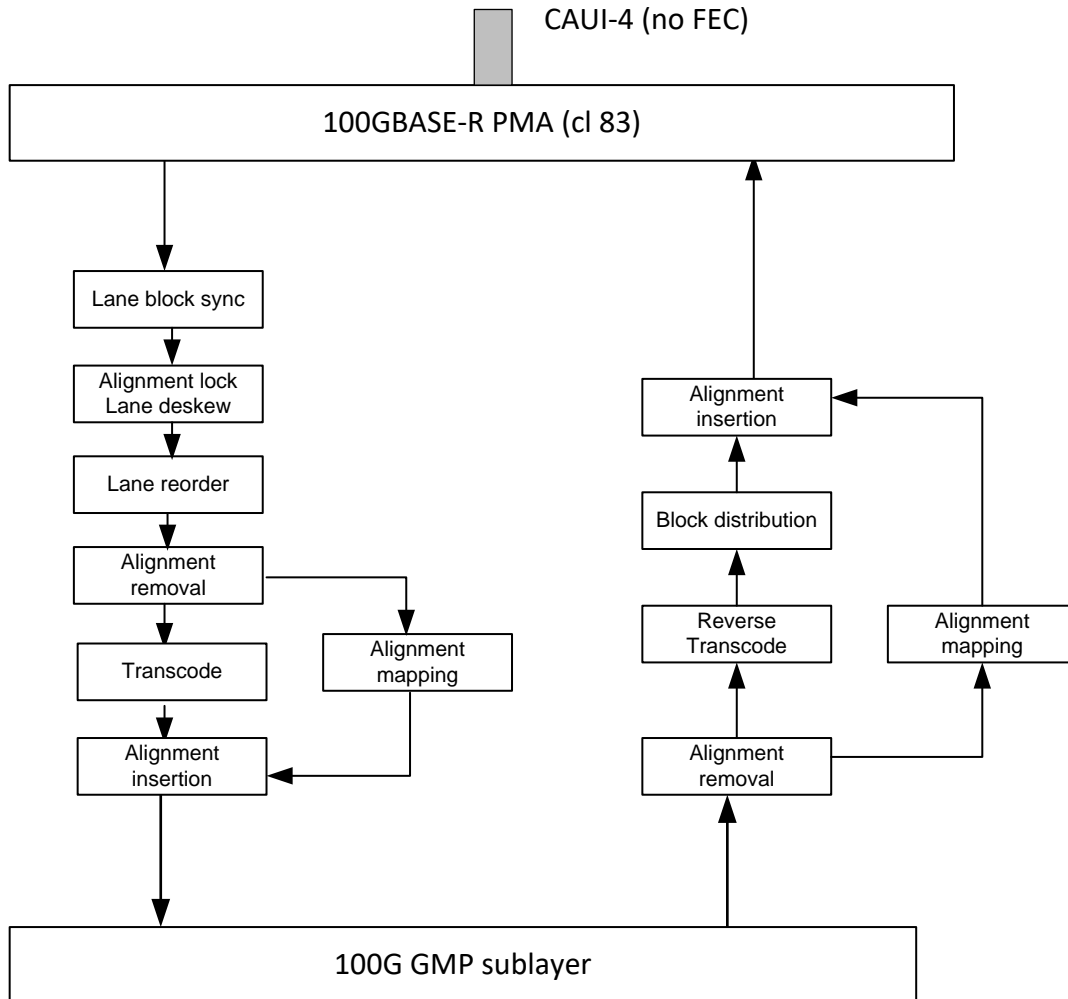 CAUI-4 (no FEC)
100GBASE-R PMA (cl 83)
Lane block sync
Alignment lock
Lane deskew
Lane reorder
Alignment
removal
Transcode
Alignment
mapping
Alignment
insertion
Alignment
insertion
Block distribution
Reverse
Transcode
Alignment
mapping
Alignment
removal
100G GMP sublayer